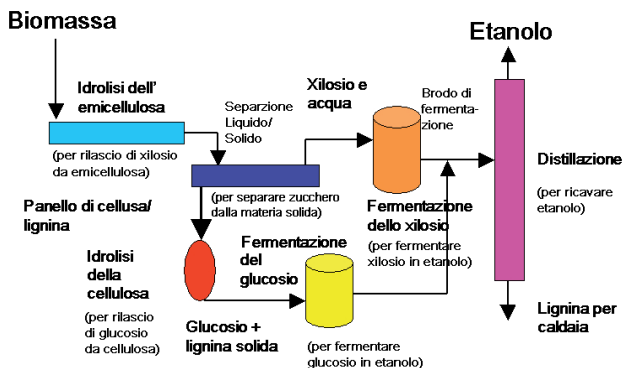 Biomassa
Etanolo
Idrolisi dell'
emicellulosa
(per rilascio di xilosio
da emicellulosa)
Separzione
Liquido/
Solido
Xilosio e
acqua
Brodo di
fermenta-
zione
(per separare zucchero
dalla materia solida)
Panello di cellusa/
lignina
Fermentazione
dello xilosio
(per fermentare
xilosio in etanolo)
Distillazione
(per ricavare
etanolo)
Idrolisi
della
cellulosa
(per rilascio
di glucosio
da cellulosa)
Fermentazione
del
glucosio
Glucosio +
lignina solida
(per fermentare
glucosio in etanolo)
Lignina per
caldaia